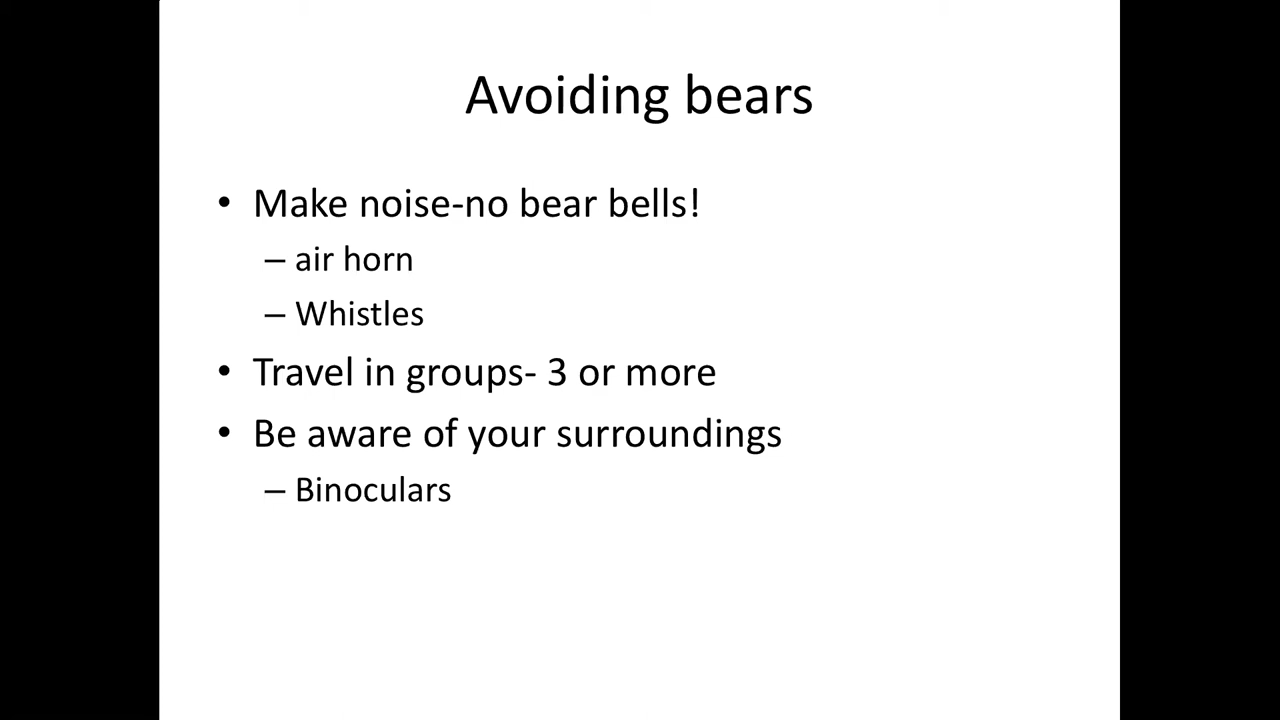 Avoiding bears
• Make noise-no bear bells!
– air horn
– Whistles
• Travel in groups- 3 or more
• Be aware of your surroundings
– Binoculars